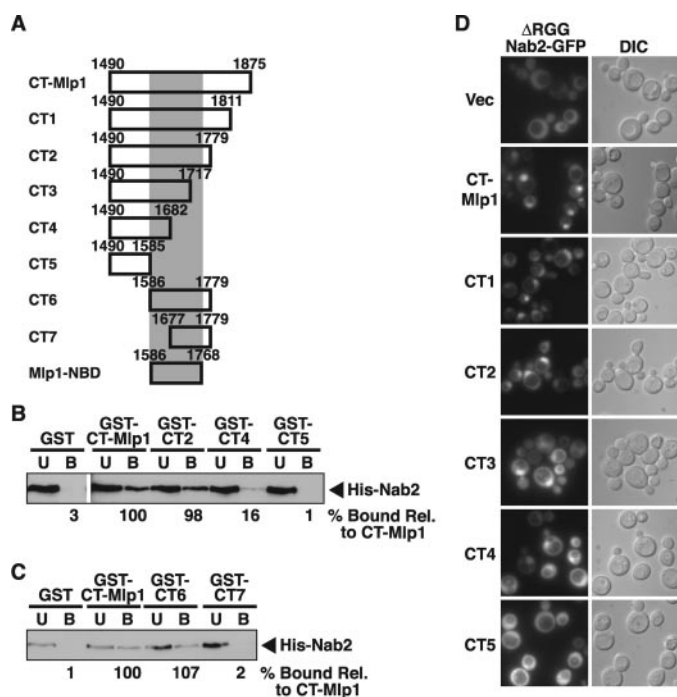 A
1490 1875
CT-Mlp1
1490 1811
CT1
1490 1779
CT2
1490 1717
CT3
1490 1682
CT4
1490 1585
CT5
1586 1779
CT6
1677 1779
CT7
1586 1768
Mlp1-NBD
B
GST GST-CT-Mlp1 GST-CT2 GST-CT4 GST-CT5
U B U B U B U B U B
His-Nab2
3 100 98 16 1 % Bound Rel. to CT-Mlp1
C
GST GST-CT-Mlp1 GST-CT6 GST-CT7
U B U B U B U B
His-Nab2
1 100 107 2 % Bound Rel. to CT-Mlp1
D
ΔRGG
Nab2-GFP DIC
Vec
CT-
Mlp1
CT1
CT2
CT3
CT4
CT5